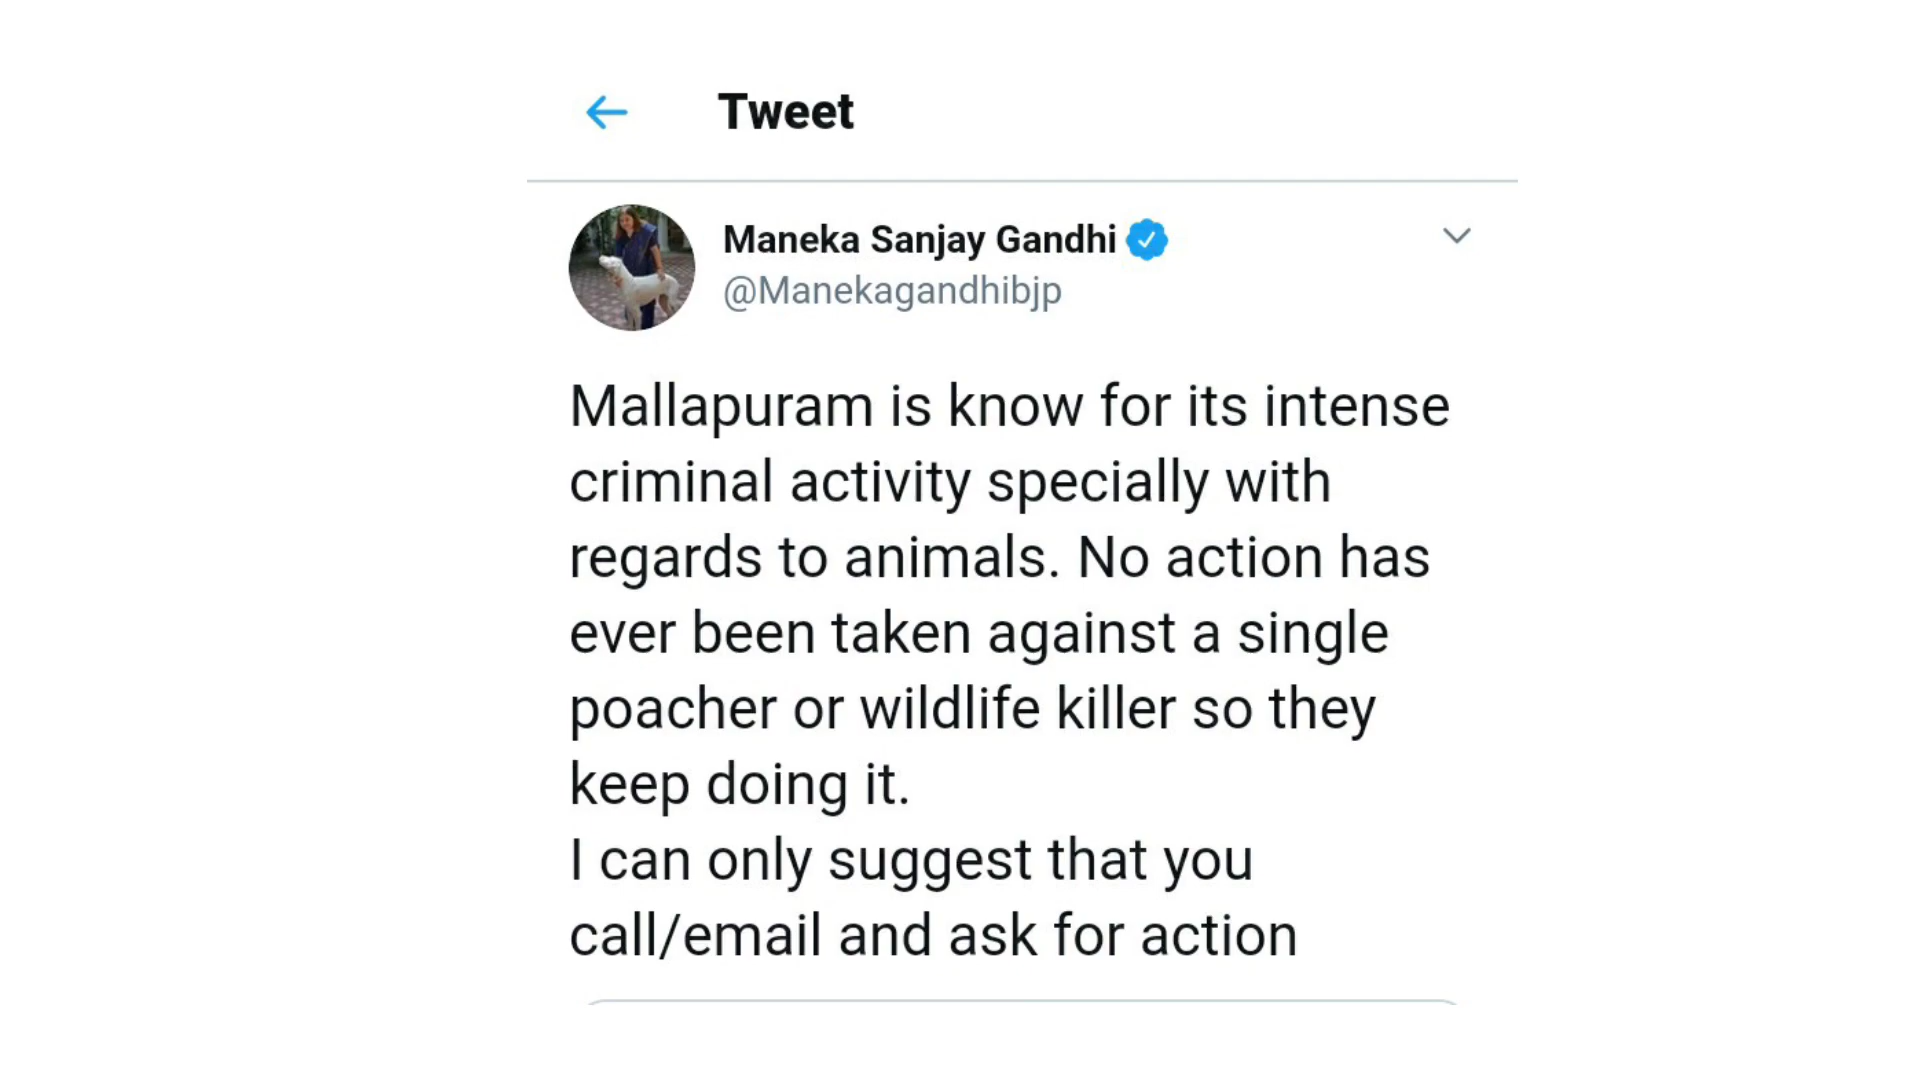 Tweet
Maneka Sanjay Gandhi
@Manekagandhibjp
Mallapuram is know for its intense
criminal activity specially with
regards to animals. No action has
ever been taken against a single
poacher or wildlife killer so they
keep doing it.
I can only suggest that you
call/email and ask for action